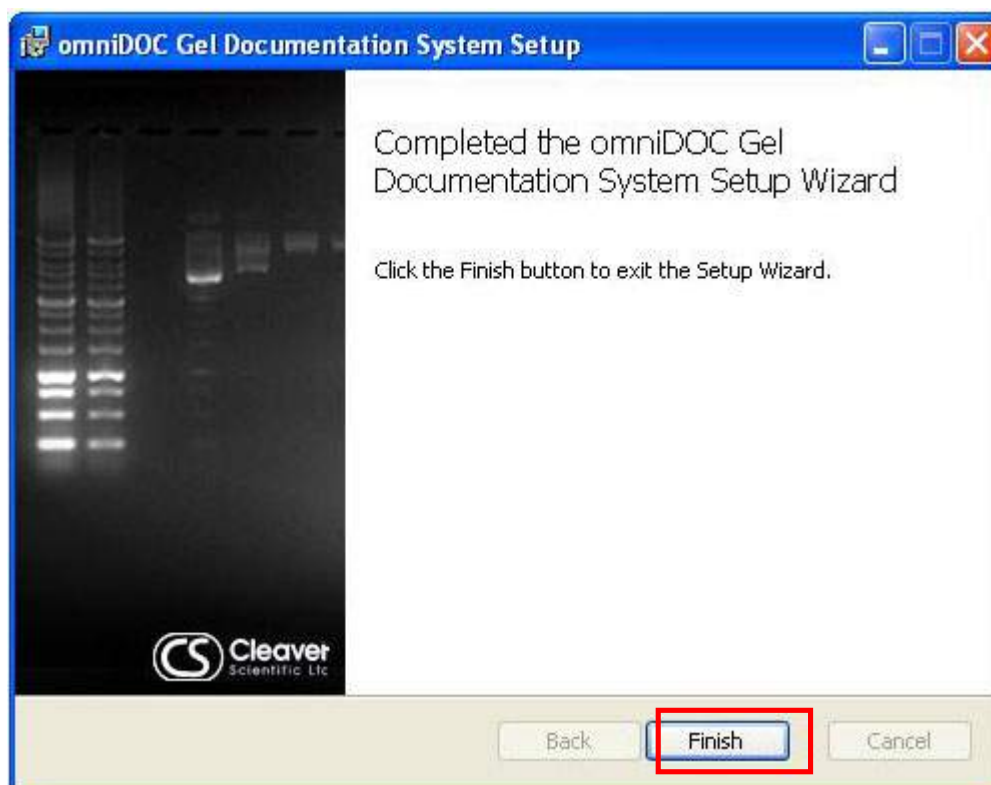 omniDOC Gel Documentation System Setup
Completed the omniDOC Gel
Documentation System Setup Wizard
Click the Finish button to exit the Setup Wizard.
CS Cleaver
Scientific Ltd
Back Finish Cancel